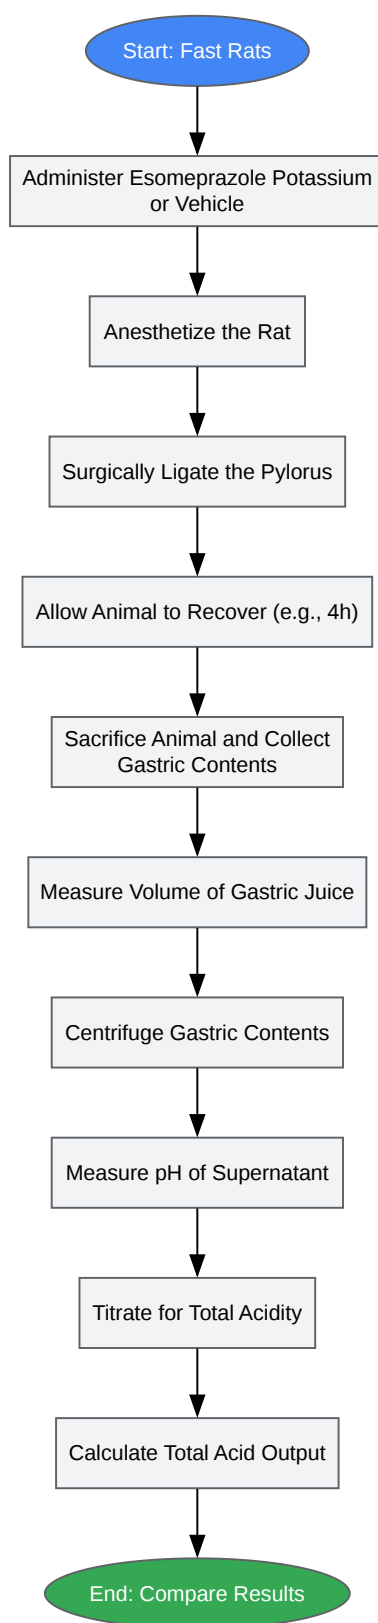 Start: Fast Rats
Administer Esomeprazole Potassium
or Vehicle
Anesthetize the Rat
Surgically Ligate the Pylorus
Allow Animal to Recover (e.g., 4h)
Sacrifice Animal and Collect
Gastric Contents
Measure Volume of Gastric Juice
Centrifuge Gastric Contents
Measure pH of Supernatant
Titrate for Total Acidity
Calculate Total Acid Output
End: Compare Results